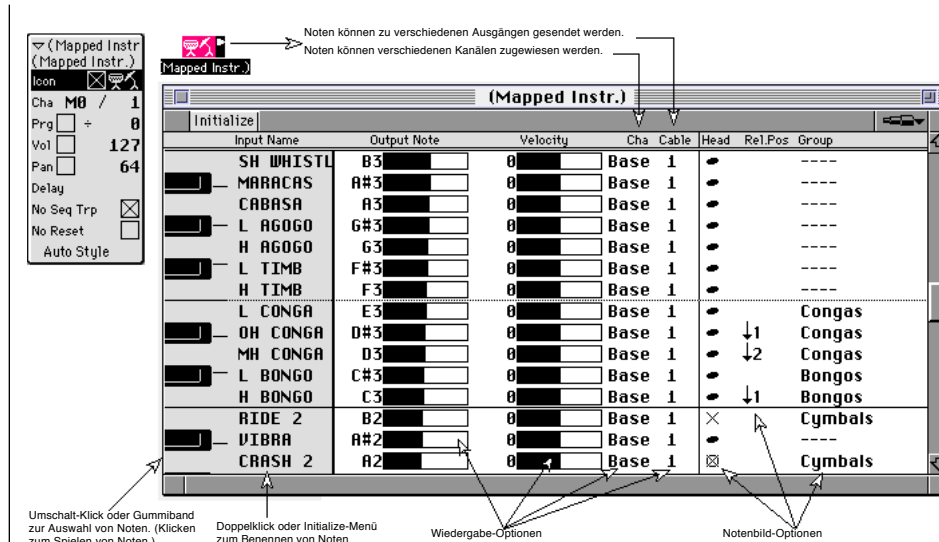 Noten können zu verschiedenen Ausgängen gesendet werden.
Noten können verschiedenen Kanälen zugewiesen werden.
(Mapped Instr
(Mapped Instr.)
Icon
Cha M0 / 1
Prg ÷ 0
Vol 127
Pan 64
Delay
No Seq Trp
No Reset
Auto Style
(Mapped Instr.)
(Mapped Instr.)
Initialize
Input Name Output Note Velocity Cha Cable Head Rel.Pos Group
SH WHISTL B3 0 Base 1 ----
MARACAS A#3 0 Base 1 ----
CABASA A3 0 Base 1 ----
L AGOGO G#3 0 Base 1 ----
H AGOGO G3 0 Base 1 ----
L TIMB F#3 0 Base 1 ----
H TIMB F3 0 Base 1 ----
L CONGA E3 0 Base 1 Congas
OH CONGA D#3 0 Base 1 ↓1 Congas
MH CONGA D3 0 Base 1 ↓2 Congas
L BONGO C#3 0 Base 1 Bongos
H BONGO C3 0 Base 1 ↓1 Bongos
RIDE 2 B2 0 Base 1 Cymbals
VIBRA A#2 0 Base 1 ----
CRASH 2 A2 0 Base 1 Cymbals
Umschalt-Klick oder Gummiband
zur Auswahl von Noten. (Klicken
zum Spielen von Noten.)
Doppelklick oder Initialize-Menü
zum Benennen von Noten
Wiedergabe-Optionen
Notenbild-Optionen